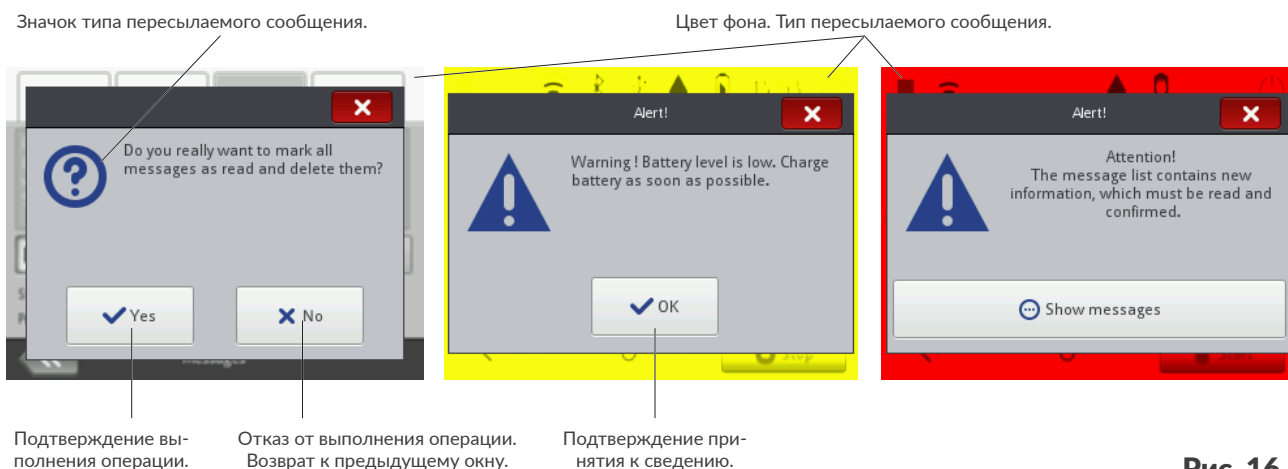 Значок типа пересылаемого сообщения.
Цвет фона. Тип пересылаемого сообщения.
Do you really want to mark all
messages as read and delete them?
Yes
No
Alert!
Warning ! Battery level is low. Charge
battery as soon as possible.
OK
Alert!
Attention!
The message list contains new
information, which must be read and
confirmed.
Show messages
Messages
Stop
Start
Подтверждение вы-
полнения операции.
Отказ от выполнения операции.
Возврат к предыдущему окну.
Подтверждение при-
нятия к сведению.
Рис. 16